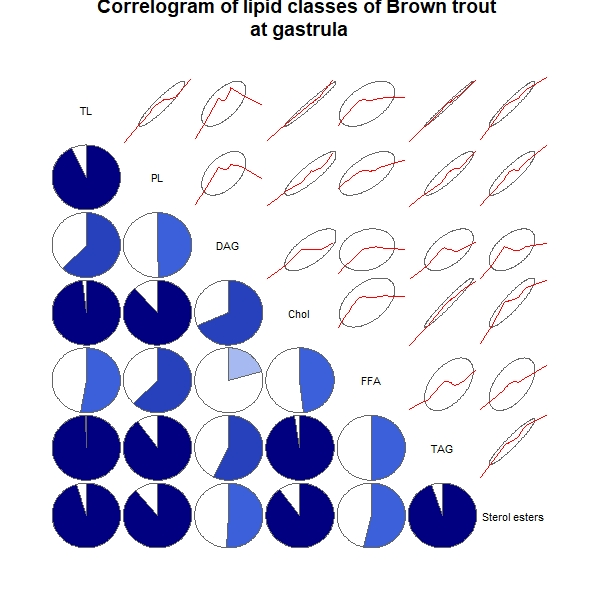 Correlogram of lipid classes of Brown trout
at gastrula
TL
PL
DAG
Chol
FFA
TAG
Sterol esters